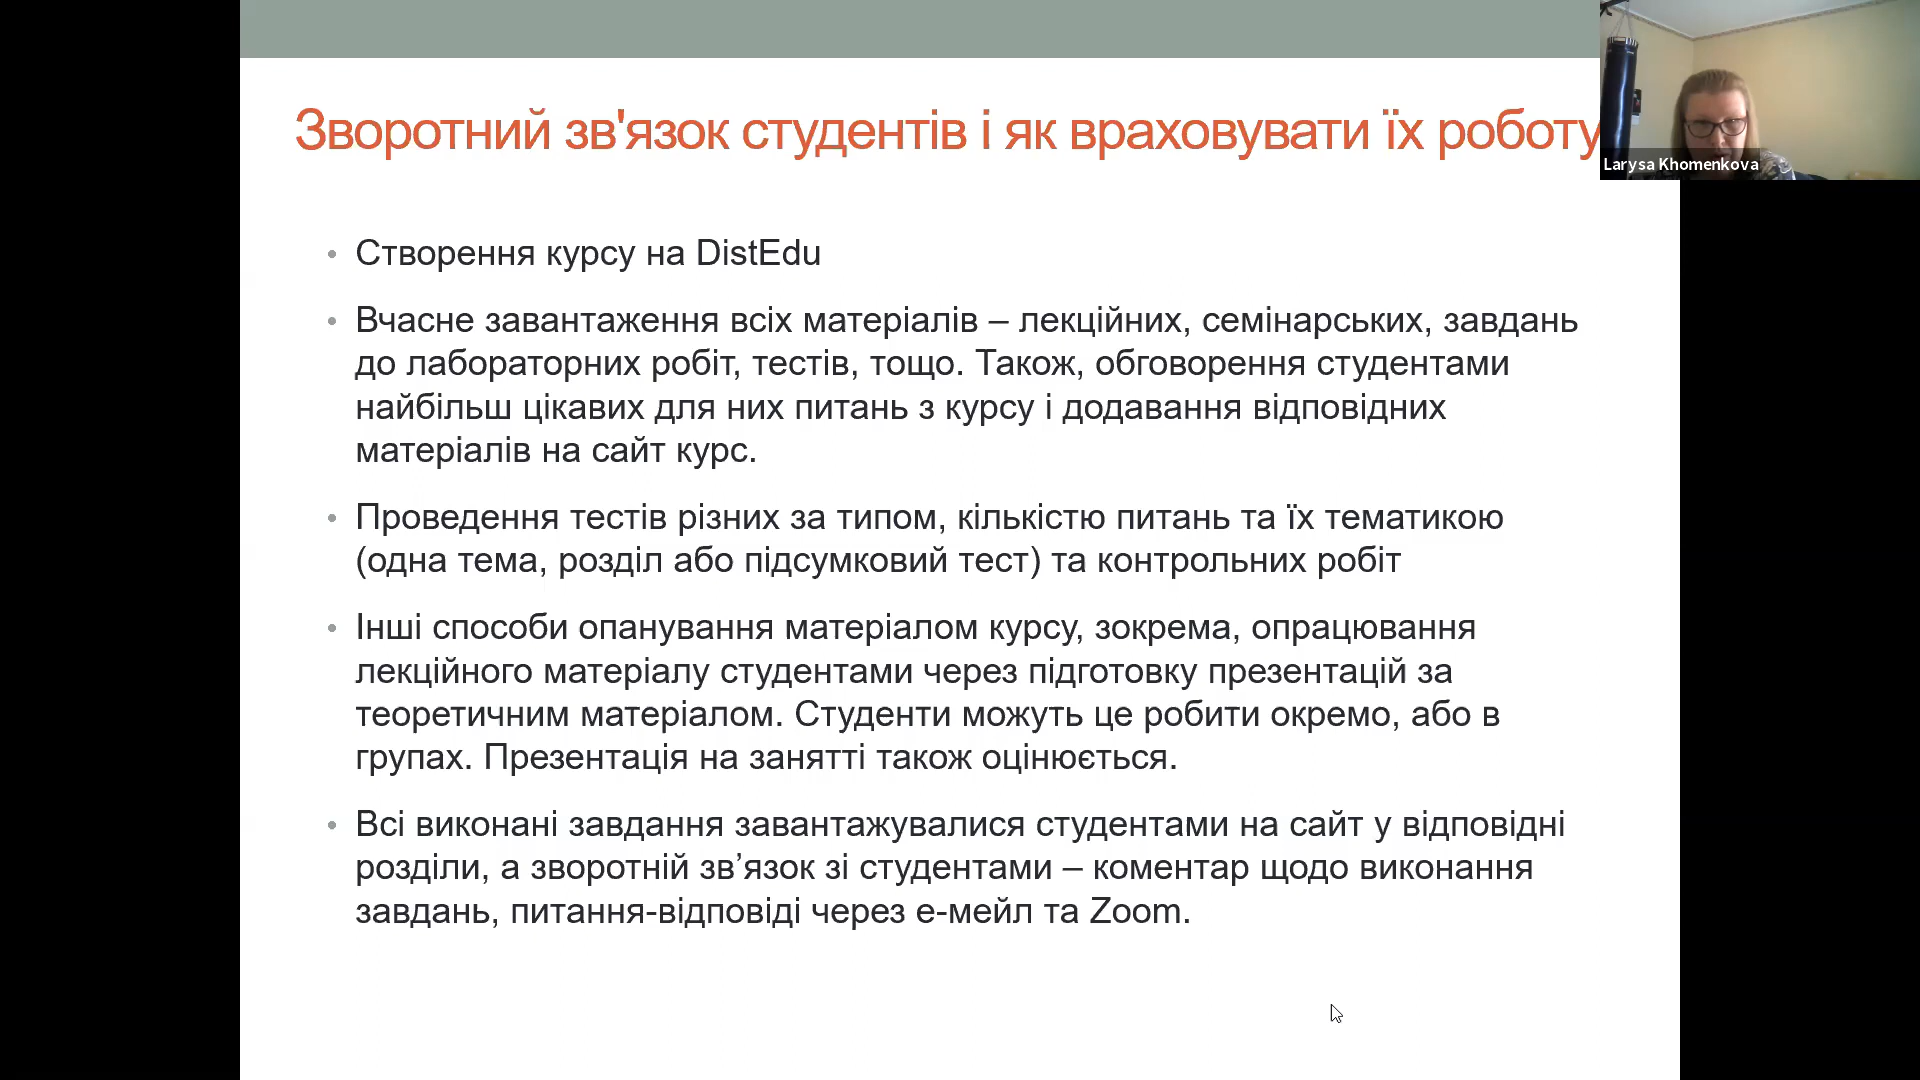 Зворотний зв'язок студентів і як враховувати їх роботу
Larysa Khomenkova
• Створення курсу на DistEdu
• Вчасне завантаження всіх матеріалів – лекційних, семінарських, завдань
до лабораторних робіт, тестів, тощо. Також, обговорення студентами
найбільш цікавих для них питань з курсу і додавання відповідних
матеріалів на сайт курс.
• Проведення тестів різних за типом, кількістю питань та їх тематикою
(одна тема, розділ або підсумковий тест) та контрольних робіт
• Інші способи опанування матеріалом курсу, зокрема, опрацювання
лекційного матеріалу студентами через підготовку презентацій за
теоретичним матеріалом. Студенти можуть це робити окремо, або в
групах. Презентація на занятті також оцінюється.
• Всі виконані завдання завантажувалися студентами на сайт у відповідні
розділи, а зворотній зв’язок зі студентами – коментар щодо виконання
завдань, питання-відповіді через е-мейл та Zoom.